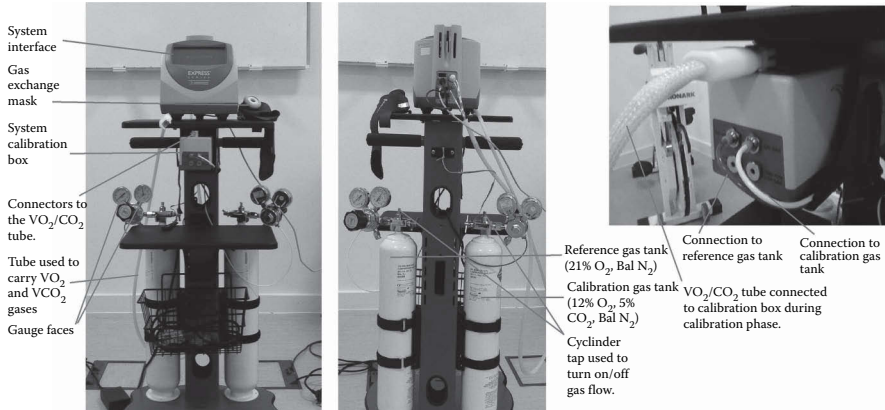 System
interface
Gas
exchange
mask
System
calibration
box
Connectors to
the VO₂/CO₂
tube.
Tube used to
carry VO₂
and VCO₂
gases
Gauge faces
EXPRESS
Reference gas tank
(21% O₂, Bal N₂)
Calibration gas tank
(12% O₂, 5%
CO₂, Bal N₂)
Cyclinder
tap used to
turn on/off
gas flow.
MONARK
Connection to
reference gas tank
Connection to
calibration gas
tank
VO₂/CO₂ tube connected
to calibration box during
calibration phase.